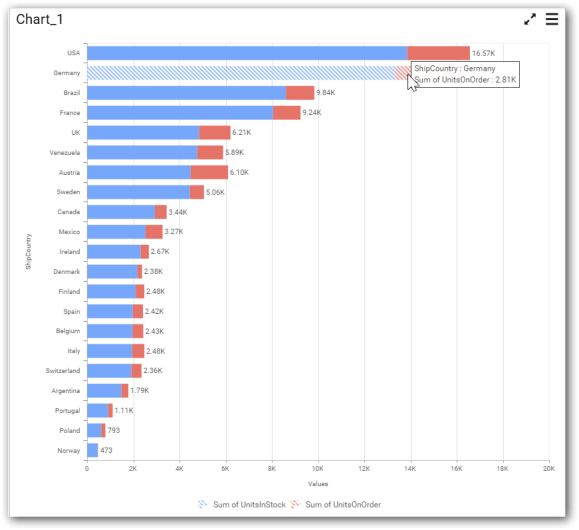 Chart_1
USA 16.57K
Germany
ShipCountry : Germany
Sum of UnitsOnOrder : 2.81K
Brazil 9.84K
France 9.24K
UK 6.21K
Venezuela 5.89K
Austria 6.10K
Sweden 5.06K
Canada 3.44K
Mexico 3.27K
ShipCountry
Ireland 2.67K
Denmark 2.38K
Finland 2.48K
Spain 2.42K
Belgium 2.43K
Italy 2.48K
Switzerland 2.36K
Argentina 1.79K
Portugal 1.11K
Poland 793
Norway 473
0 2K 4K 6K 8K 10K 12K 14K 16K 18K 20K
Values
Sum of UnitsInStock Sum of UnitsOnOrder